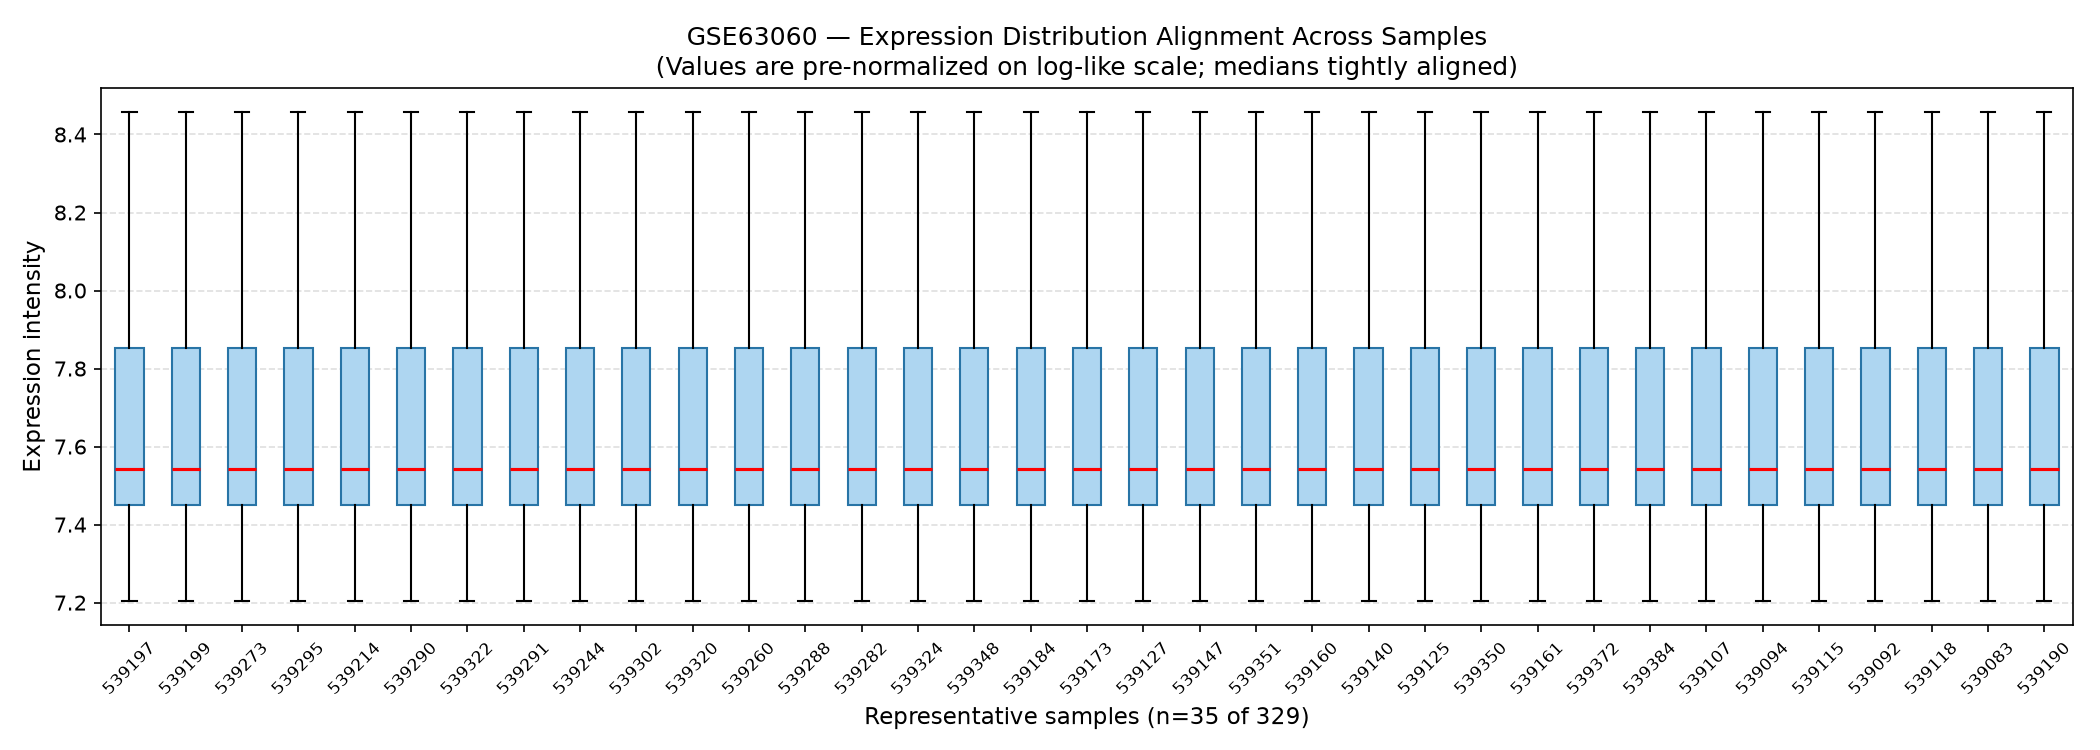 GSE63060 — Expression Distribution Alignment Across Samples
(Values are pre-normalized on log-like scale; medians tightly aligned)
Expression intensity
8.4
8.2
8.0
7.8
7.6
7.4
7.2
539197 539199 539273 539295 539214 539290 539322 539291 539244 539302 539320 539260 539288 539282 539324 539348 539184 539173 539127 539147 539351 539160 539140 539125 539350 539161 539372 539384 539107 539094 539115 539092 539118 539083 539190
Representative samples (n=35 of 329)